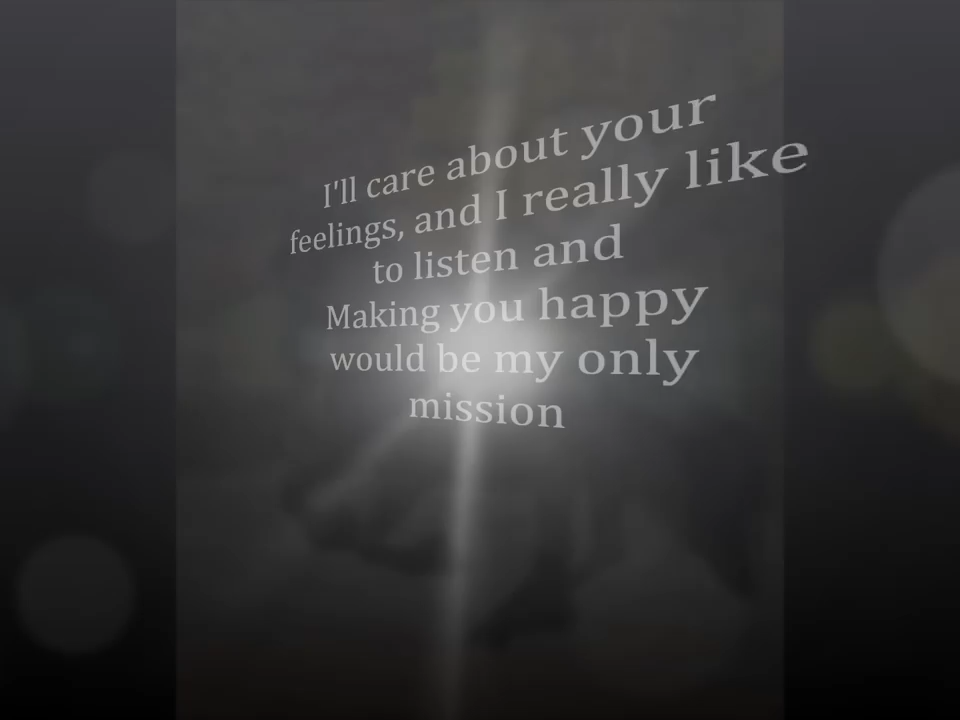 I'll care about your
feelings, and I really like
to listen and
Making you happy
would be my only
mission